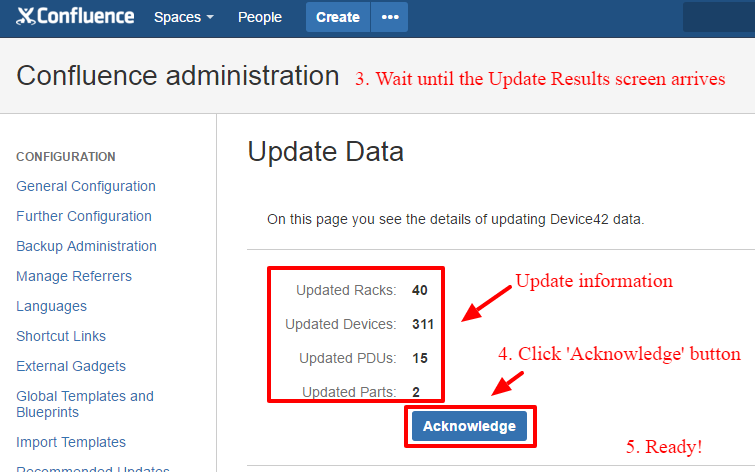 Confluence Spaces People Create •••
Confluence administration 3. Wait until the Update Results screen arrives
CONFIGURATION
General Configuration
Further Configuration
Backup Administration
Manage Referrers
Languages
Shortcut Links
External Gadgets
Global Templates and
Blueprints
Import Templates
Recommended Updates
Update Data
On this page you see the details of updating Device42 data.
Updated Racks: 40
Updated Devices: 311
Updated PDUs: 15
Updated Parts: 2
Update information
4. Click 'Acknowledge' button
Acknowledge
5. Ready!